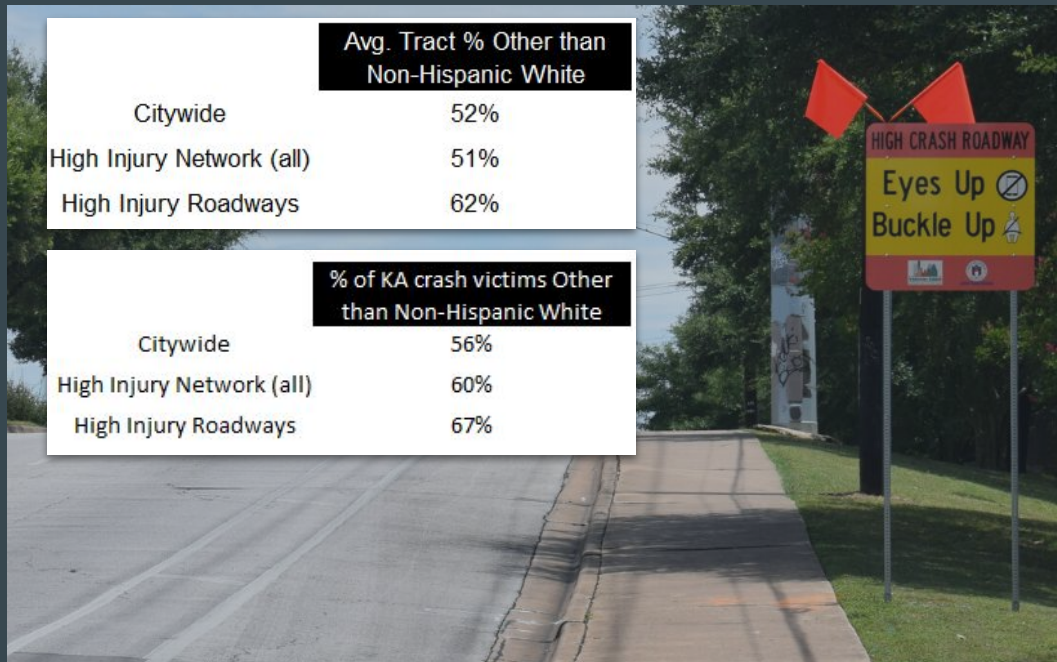 Avg. Tract % Other than
Non-Hispanic White
Citywide 52%
High Injury Network (all) 51%
High Injury Roadways 62%
% of KA crash victims Other
than Non-Hispanic White
Citywide 56%
High Injury Network (all) 60%
High Injury Roadways 67%
HIGH CRASH ROADWAY
Eyes Up
Buckle Up